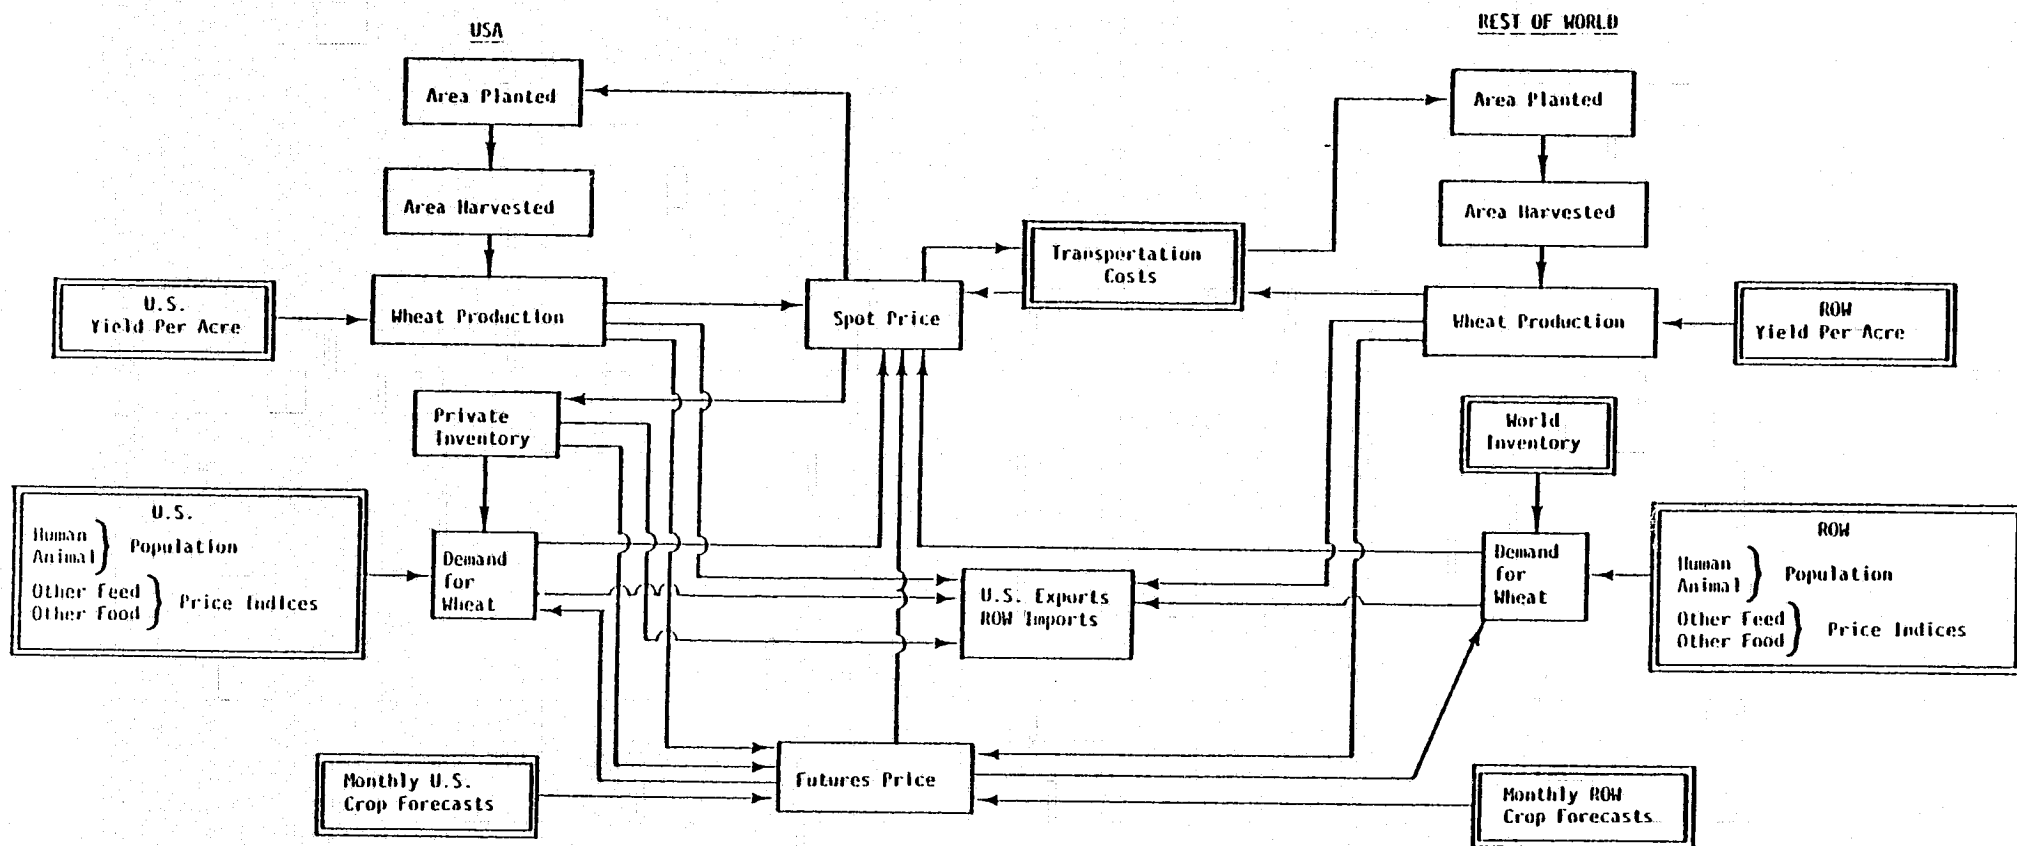 USA
REST OF WORLD
Area Planted
Area Planted
Area Harvested
Area Harvested
Transportation
Costs
U.S.
Yield Per Acre
Wheat Production
Spot Price
Wheat Production
ROW
Yield Per Acre
Private
Inventory
World
Inventory
U.S.
Human
Animal
Population
Other Feed
Other Food
Price Indices
Demand
for
Wheat
U.S. Exports
ROW Imports
Demand
for
Wheat
ROW
Human
Animal
Population
Other Feed
Other Food
Price Indices
Monthly U.S.
Crop Forecasts
Futures Price
Monthly ROW
Crop Forecasts